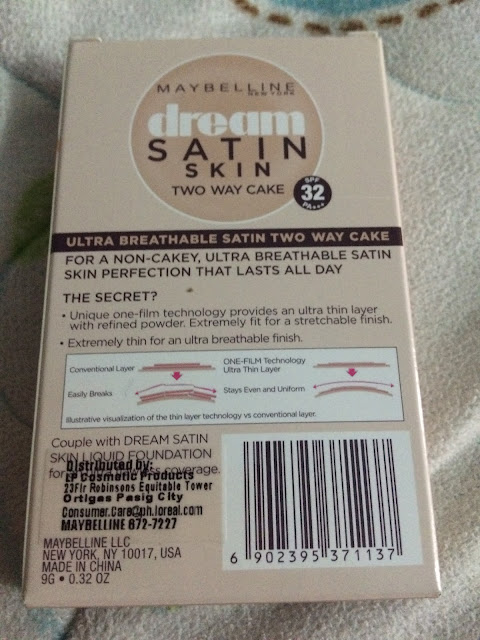 MAYBELLINE
NEW YORK
dream
SATIN
SKIN
TWO WAY CAKE
SPF
32
PA+++
ULTRA BREATHABLE SATIN TWO WAY CAKE
FOR A NON-CAKEY, ULTRA BREATHABLE SATIN
SKIN PERFECTION THAT LASTS ALL DAY
THE SECRET?
• Unique one-film technology provides an ultra thin layer
with refined powder. Extremely fit for a stretchable finish.
• Extremely thin for an ultra breathable finish.
Conventional Layer
Easily Breaks
ONE-FILM Technology
Ultra Thin Layer
Stays Even and Uniform
Illustrative visualization of the thin layer technology vs conventional layer.
Couple with DREAM SATIN
SKIN LIQUID FOUNDATION
for coverage.
Distributed by:
LP Cosmetic Products
23Flr Robinsons Equitable Tower
Ortigas Pasig City
Consumer.Care@ph.loreal.com
MAYBELLINE 672-7227
MAYBELLINE LLC
NEW YORK, NY 10017, USA
MADE IN CHINA
9G • 0.32 OZ
6 902395 371137